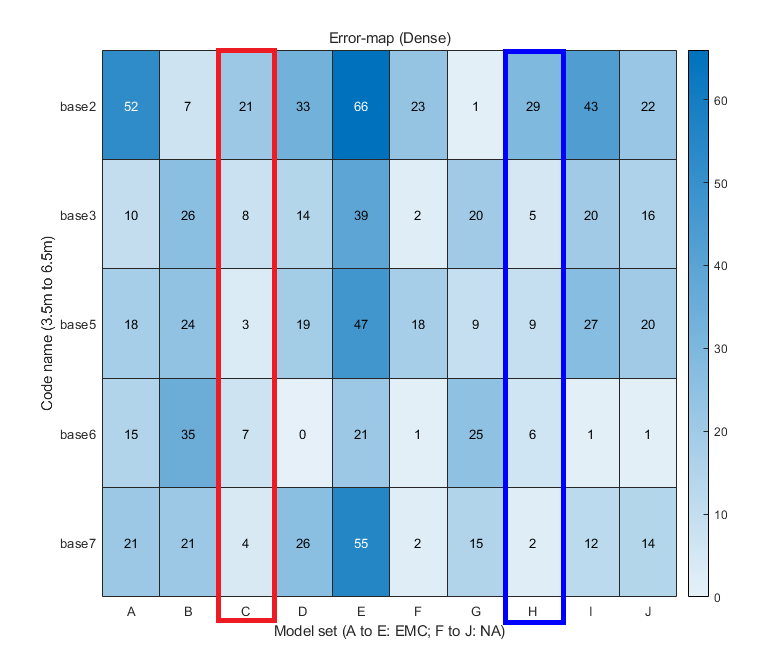 Error-map (Dense)
base2 52 7 21 33 66 23 1 29 43 22
base3 10 26 8 14 39 2 20 5 20 16
base5 18 24 3 19 47 18 9 9 27 20
base6 15 35 7 0 21 1 25 6 1 1
base7 21 21 4 26 55 2 15 2 12 14
A B C D E F G H I J
Model set (A to E: EMC; F to J: NA)
Code name (3.5m to 6.5m)
60
50
40
30
20
10
0